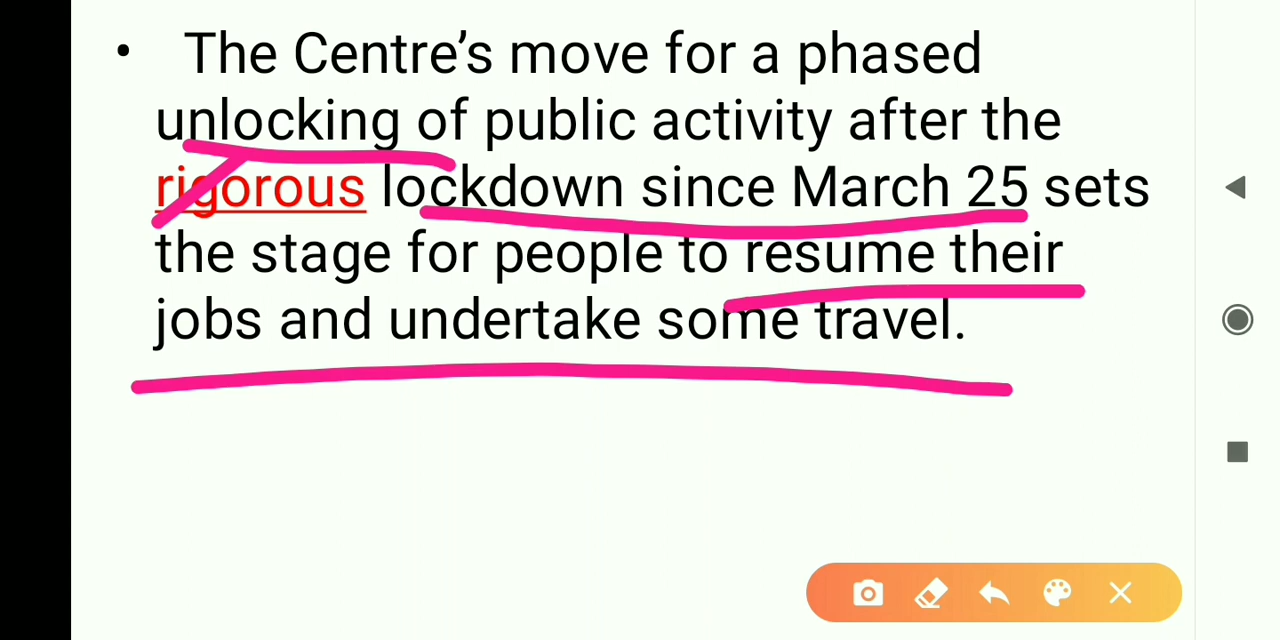 • The Centre’s move for a phased
unlocking of public activity after the
rigorous lockdown since March 25 sets
the stage for people to resume their
jobs and undertake some travel.